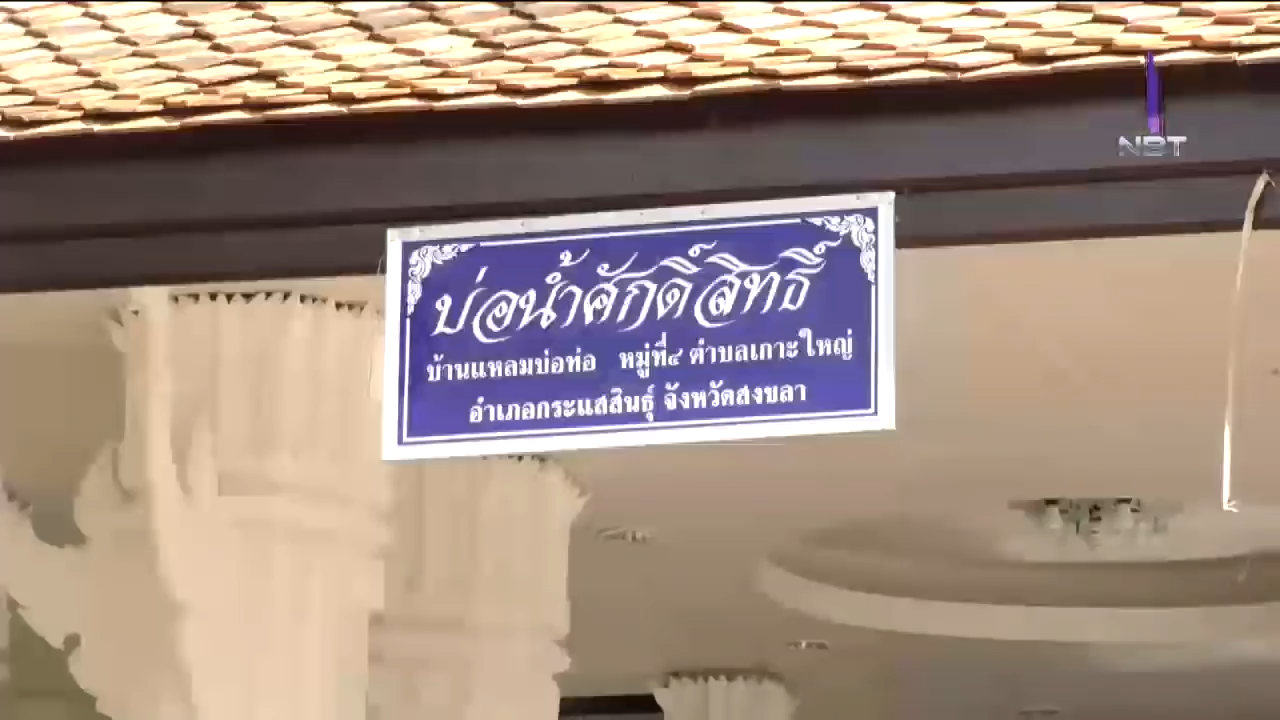 NBT
บ่อน้ำศักดิ์สิทธิ์
บ้านแหลมบ่อท่อ หมู่ที่๔ ตำบลเกาะใหญ่
อำเภอกระแสสินธุ์ จังหวัดสงขลา